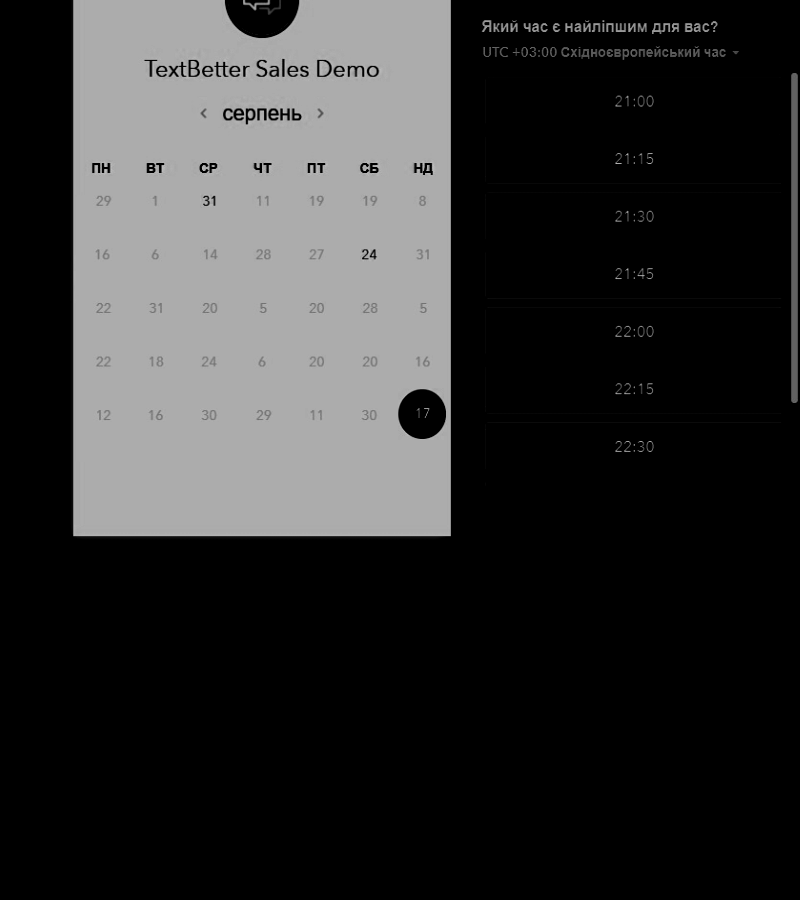 TextBetter Sales Demo
серпень
ПН ВТ СР ЧТ ПТ СБ НД
29 1 31 11 19 19 8
16 6 14 28 27 24 31
22 31 20 5 20 28 5
22 18 24 6 20 20 16
12 16 30 29 11 30 17
Який час є найліпшим для вас?
UTC +03:00 Східноєвропейський час
21:00
21:15
21:30
21:45
22:00
22:15
22:30